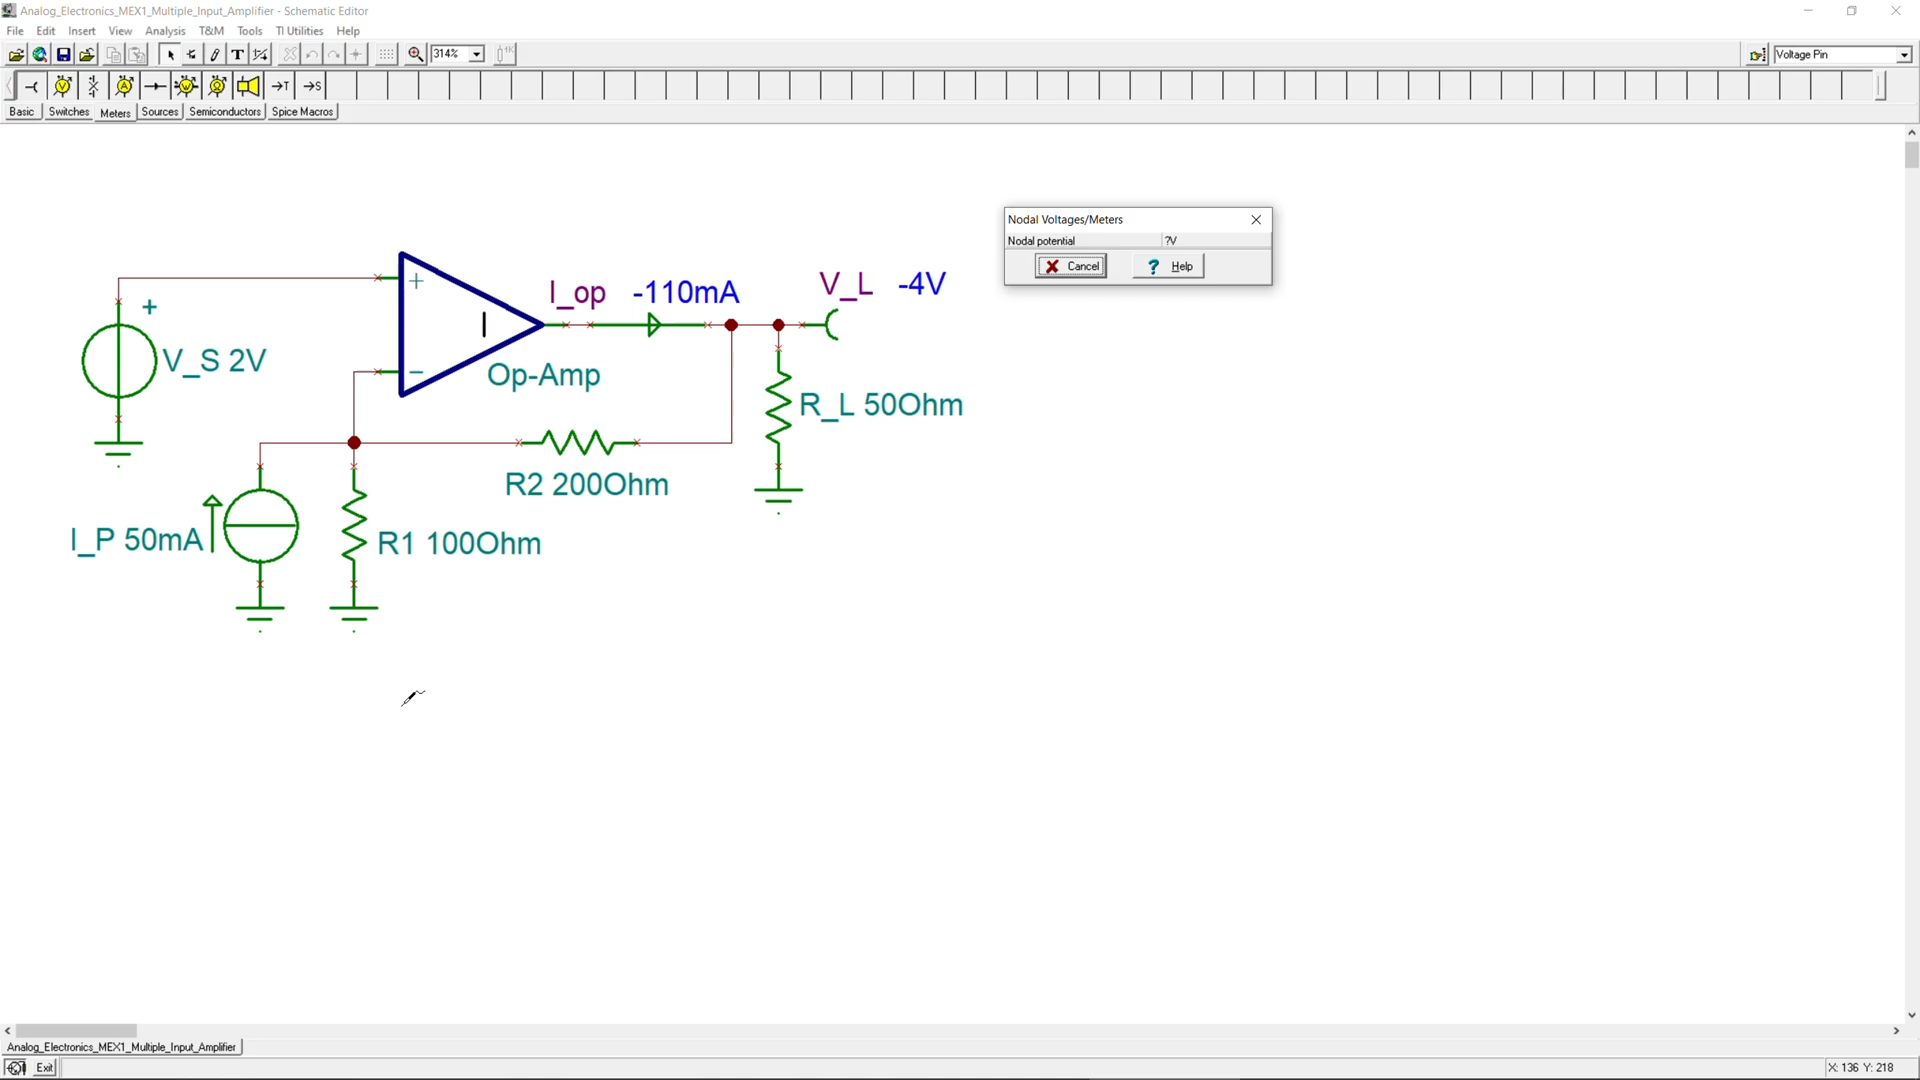 Analog_Electronics_MEX1_Multiple_Input_Amplifier - Schematic Editor
File Edit Insert View Analysis T&M Tools TI Utilities Help
T 314% Voltage Pin
V A W Ω →T →S
Basic Switches Meters Sources Semiconductors Spice Macros
Nodal Voltages/Meters
Nodal potential ?V
Cancel ? Help
I_op -110mA V_L -4V
+
I
+ V_S 2V
−
Op-Amp
R_L 50Ohm
R2 200Ohm
I_P 50mA R1 100Ohm
Analog_Electronics_MEX1_Multiple_Input_Amplifier
Exit X: 136 Y: 218